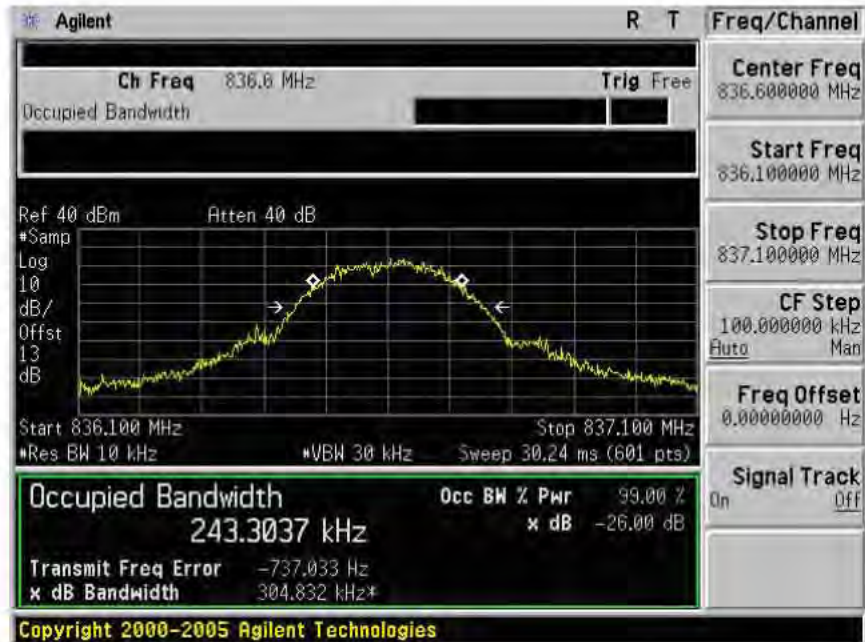 Agilent R T Freq/Channel
Ch Freq 836.0 MHz Trig Free
Occupied Bandwidth
Center Freq
836.600000 MHz
Start Freq
836.100000 MHz
Stop Freq
837.100000 MHz
CF Step
100.000000 kHz
Auto Man
Freq Offset
0.00000000 Hz
Signal Track
On Off
Ref 40 dBm Atten 40 dB
#Samp
Log
10
dB/
Offst
13
dB
Start 836.100 MHz Stop 837.100 MHz
#Res BW 10 kHz #VBW 30 kHz Sweep 30.24 ms (601 pts)
Occupied Bandwidth Occ BW % Pwr 99.00 %
243.3037 kHz x dB -26.00 dB
Transmit Freq Error -737.033 Hz
x dB Bandwidth 304.832 kHz*
Copyright 2000-2005 Agilent Technologies